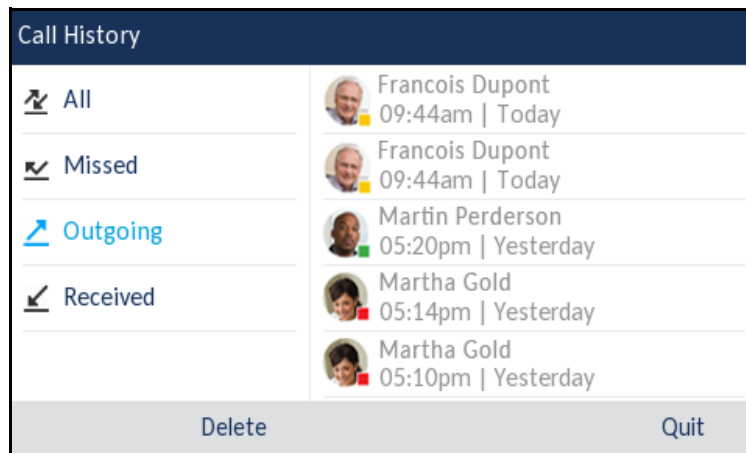 Call History
All
Missed
Outgoing
Received
Francois Dupont
09:44am | Today
Francois Dupont
09:44am | Today
Martin Perderson
05:20pm | Yesterday
Martha Gold
05:14pm | Yesterday
Martha Gold
05:10pm | Yesterday
Delete
Quit